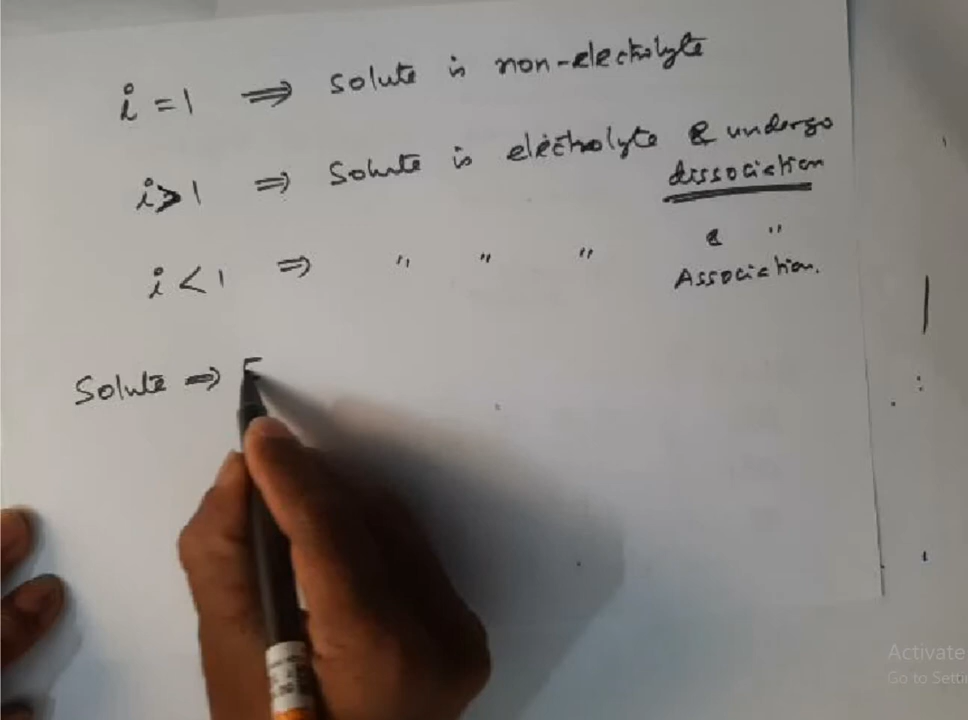 i = 1 ⇒ Solute is non-electrolyte
i > 1 ⇒ Solute is electrolyte & undergo
dissociation
i < 1 ⇒ " " " & "
Association.
Solute ⇒
Activate
Go to Setti